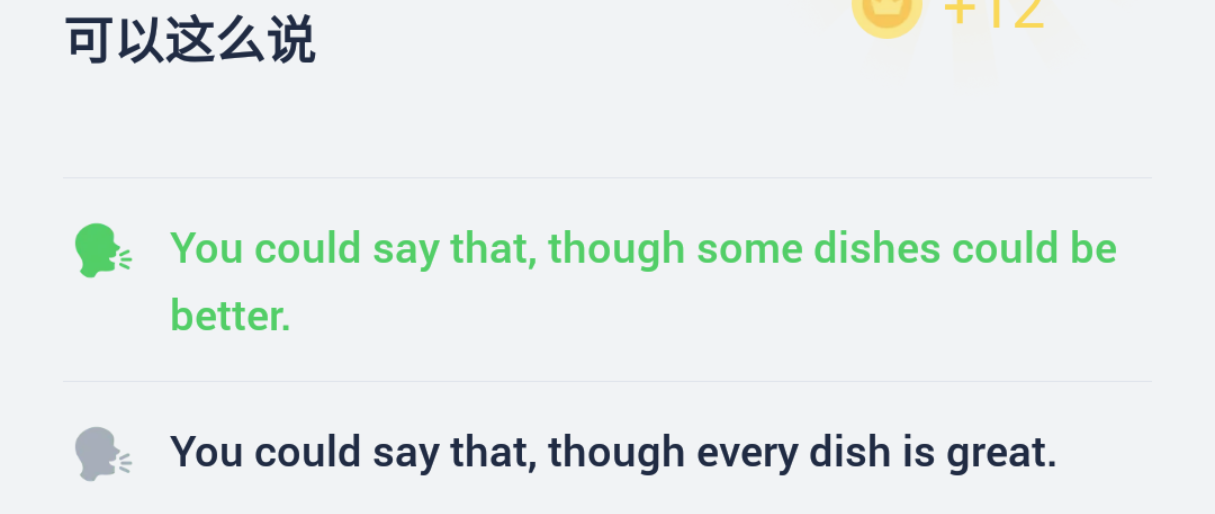 可以这么说
+12
You could say that, though some dishes could be
better.
You could say that, though every dish is great.